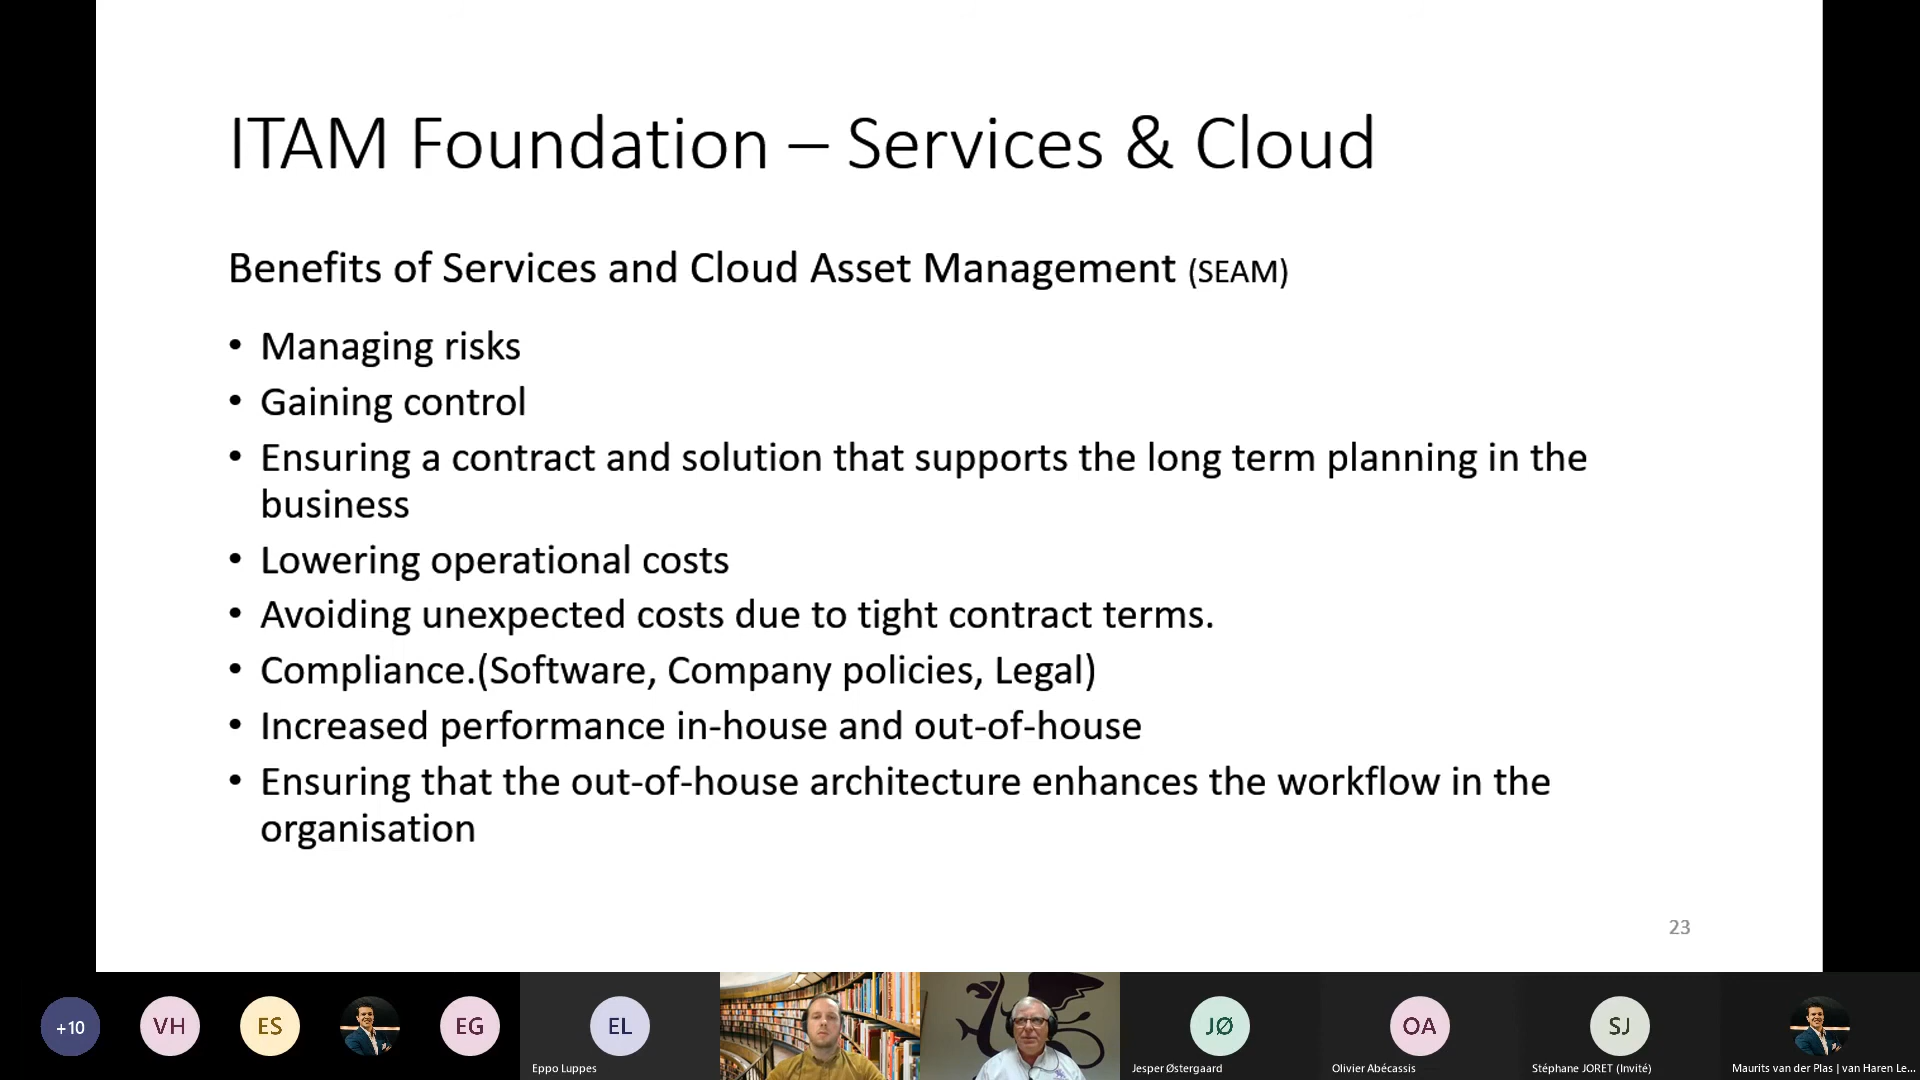 ITAM Foundation – Services & Cloud
Benefits of Services and Cloud Asset Management (SEAM)
• Managing risks
• Gaining control
• Ensuring a contract and solution that supports the long term planning in the
business
• Lowering operational costs
• Avoiding unexpected costs due to tight contract terms.
• Compliance.(Software, Company policies, Legal)
• Increased performance in-house and out-of-house
• Ensuring that the out-of-house architecture enhances the workflow in the
organisation
23
+10
VH
ES
EG
EL
Eppo Luppes
JØ
Jesper Østergaard
OA
Olivier Abécassis
SJ
Stéphane JORET (Invité)
Maurits van der Plas | van Haren Le...